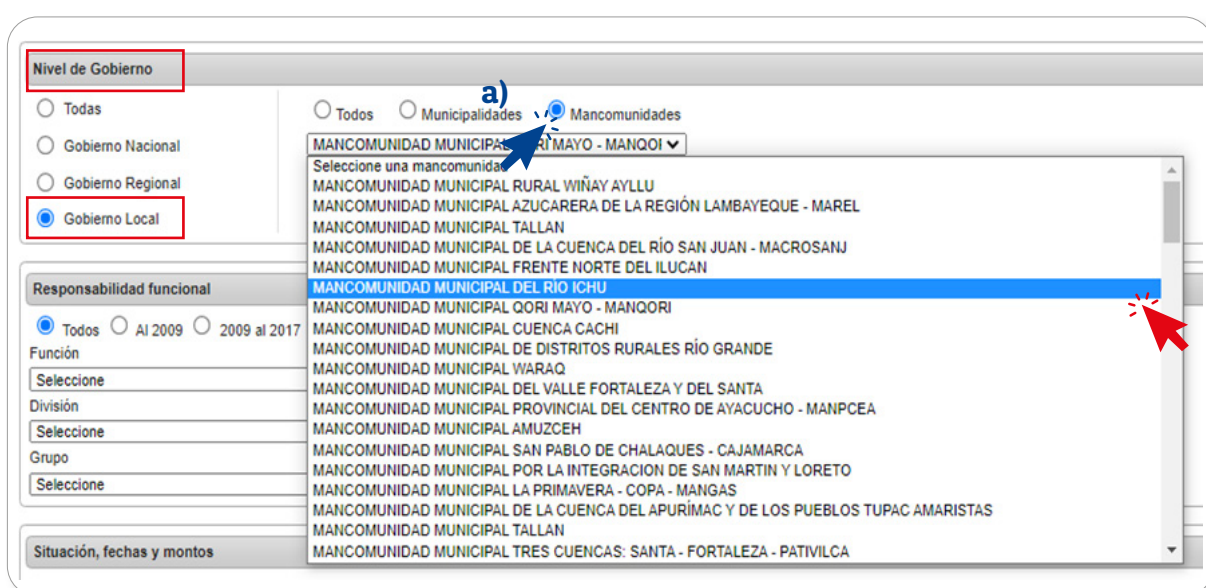 Nivel de Gobierno
a)
Todas
Todos Municipalidades Mancomunidades
Gobierno Nacional
MANCOMUNIDAD MUNICIPAL QORI MAYO - MANQOI
Gobierno Regional
Gobierno Local
Seleccione una mancomunidad
MANCOMUNIDAD MUNICIPAL RURAL WIÑAY AYLLU
MANCOMUNIDAD MUNICIPAL AZUCARERA DE LA REGIÓN LAMBAYEQUE - MAREL
MANCOMUNIDAD MUNICIPAL TALLAN
MANCOMUNIDAD MUNICIPAL DE LA CUENCA DEL RÍO SAN JUAN - MACROSANJ
MANCOMUNIDAD MUNICIPAL FRENTE NORTE DEL ILUCAN
MANCOMUNIDAD MUNICIPAL DEL RÍO ICHU
MANCOMUNIDAD MUNICIPAL QORI MAYO - MANQORI
MANCOMUNIDAD MUNICIPAL CUENCA CACHI
MANCOMUNIDAD MUNICIPAL DE DISTRITOS RURALES RÍO GRANDE
MANCOMUNIDAD MUNICIPAL WARAQ
MANCOMUNIDAD MUNICIPAL DEL VALLE FORTALEZA Y DEL SANTA
MANCOMUNIDAD MUNICIPAL PROVINCIAL DEL CENTRO DE AYACUCHO - MANPCEA
MANCOMUNIDAD MUNICIPAL AMUZCEH
MANCOMUNIDAD MUNICIPAL SAN PABLO DE CHALAQUES - CAJAMARCA
MANCOMUNIDAD MUNICIPAL POR LA INTEGRACION DE SAN MARTIN Y LORETO
MANCOMUNIDAD MUNICIPAL LA PRIMAVERA - COPA - MANGAS
MANCOMUNIDAD MUNICIPAL DE LA CUENCA DEL APURÍMAC Y DE LOS PUEBLOS TUPAC AMARISTAS
MANCOMUNIDAD MUNICIPAL TALLAN
MANCOMUNIDAD MUNICIPAL TRES CUENCAS: SANTA - FORTALEZA - PATIVILCA
Responsabilidad funcional
Todos Al 2009 2009 al 2017
Función
Seleccione
División
Seleccione
Grupo
Seleccione
Situación, fechas y montos